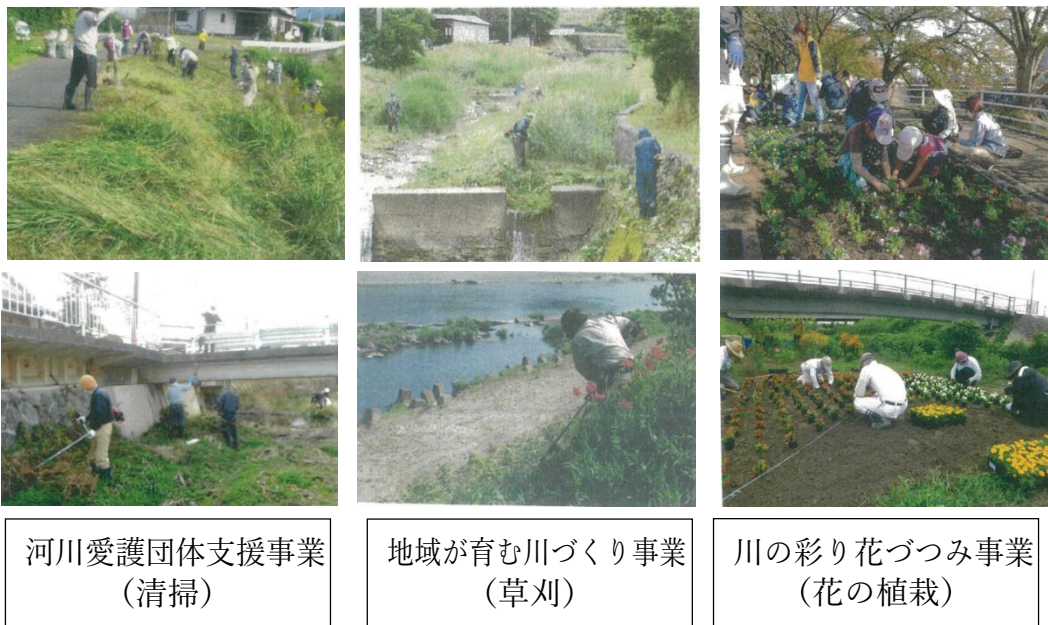 河川愛護団体支援事業
（清掃）
地域が育む川づくり事業
（草刈）
川の彩り花づつみ事業
（花の植栽）